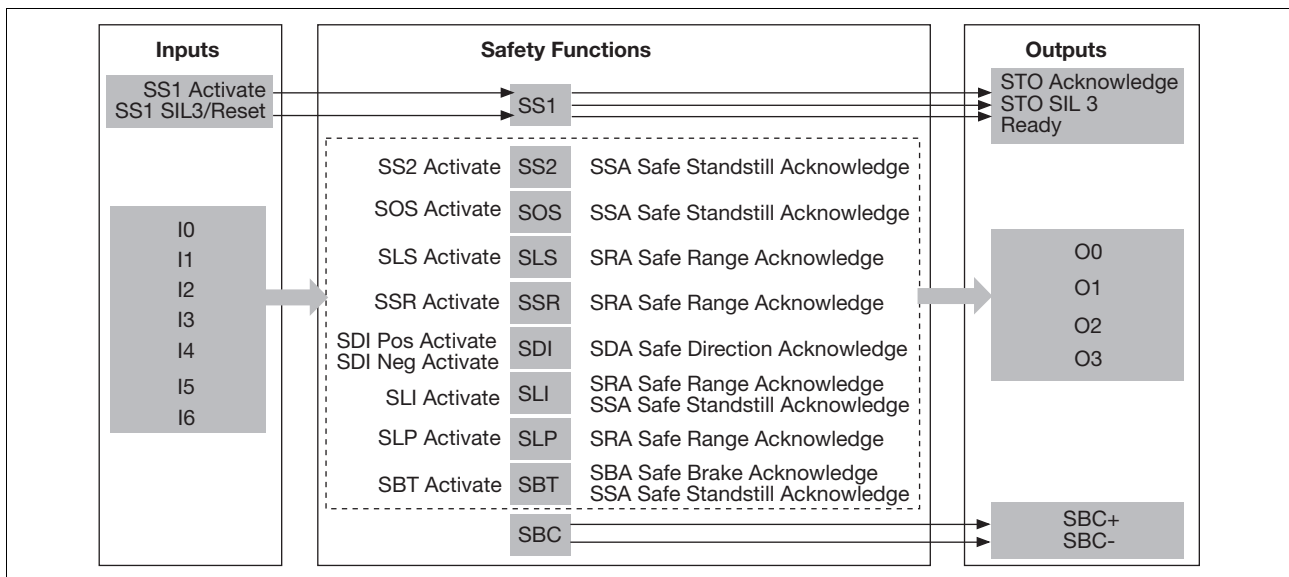 Inputs
Safety Functions
Outputs
SS1 Activate
SS1 SIL3/Reset
SS1
STO Acknowledge
STO SIL 3
Ready
SS2 Activate
SS2
SSA Safe Standstill Acknowledge
SOS Activate
SOS
SSA Safe Standstill Acknowledge
SLS Activate
SLS
SRA Safe Range Acknowledge
SSR Activate
SSR
SRA Safe Range Acknowledge
SDI Pos Activate
SDI Neg Activate
SDI
SDA Safe Direction Acknowledge
SLI Activate
SLI
SRA Safe Range Acknowledge
SSA Safe Standstill Acknowledge
SLP Activate
SLP
SRA Safe Range Acknowledge
SBT Activate
SBT
SBA Safe Brake Acknowledge
SSA Safe Standstill Acknowledge
SBC
I0
I1
I2
I3
I4
I5
I6
O0
O1
O2
O3
SBC+
SBC-